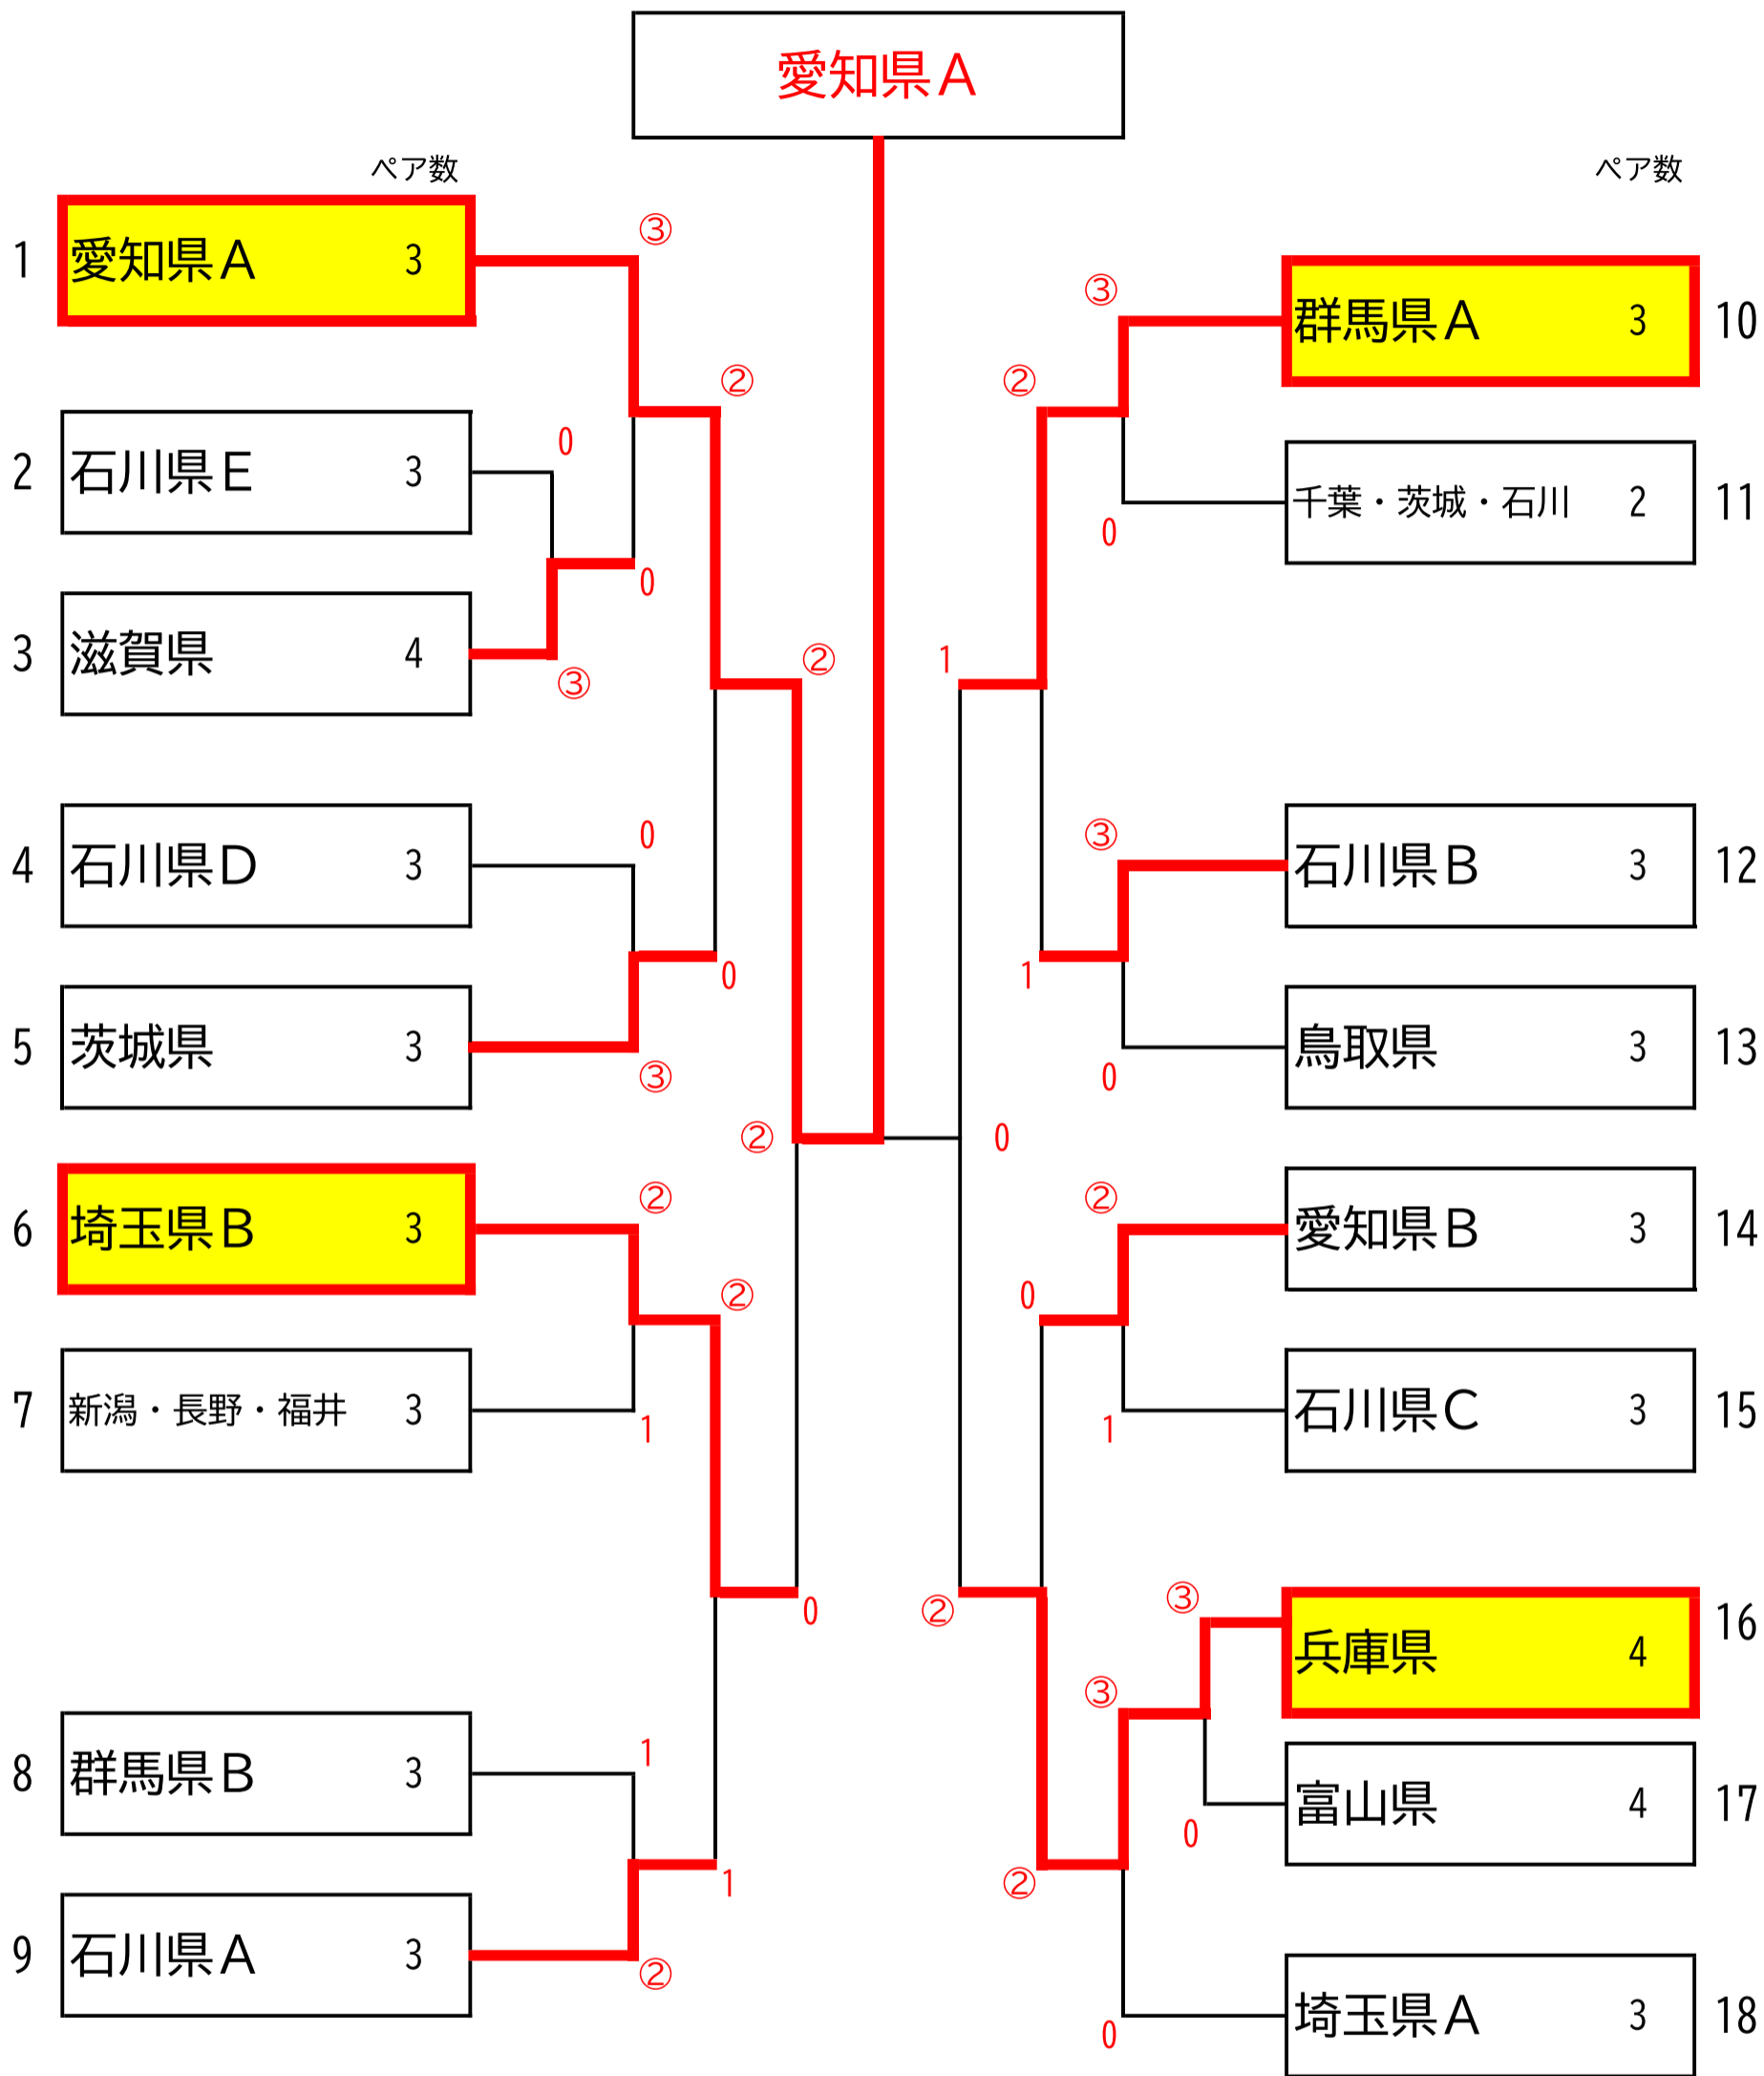 愛知県A
ペア数
ペア数
1 愛知県A 3
③
③
群馬県A 3 10
②
②
2 石川県E 3
0
千葉・茨城・石川 2 11
0
0
3 滋賀県 4
③
②
1
4 石川県D 3
0
③
石川県B 3 12
0
1
5 茨城県 3
③
0
鳥取県 3 13
②
0
6 埼玉県B 3
②
②
愛知県B 3 14
②
0
7 新潟・長野・福井 3
1
1
石川県C 3 15
0
②
③
兵庫県 4 16
③
8 群馬県B 3
1
0
富山県 4 17
1
②
9 石川県A 3
②
0
埼玉県A 3 18